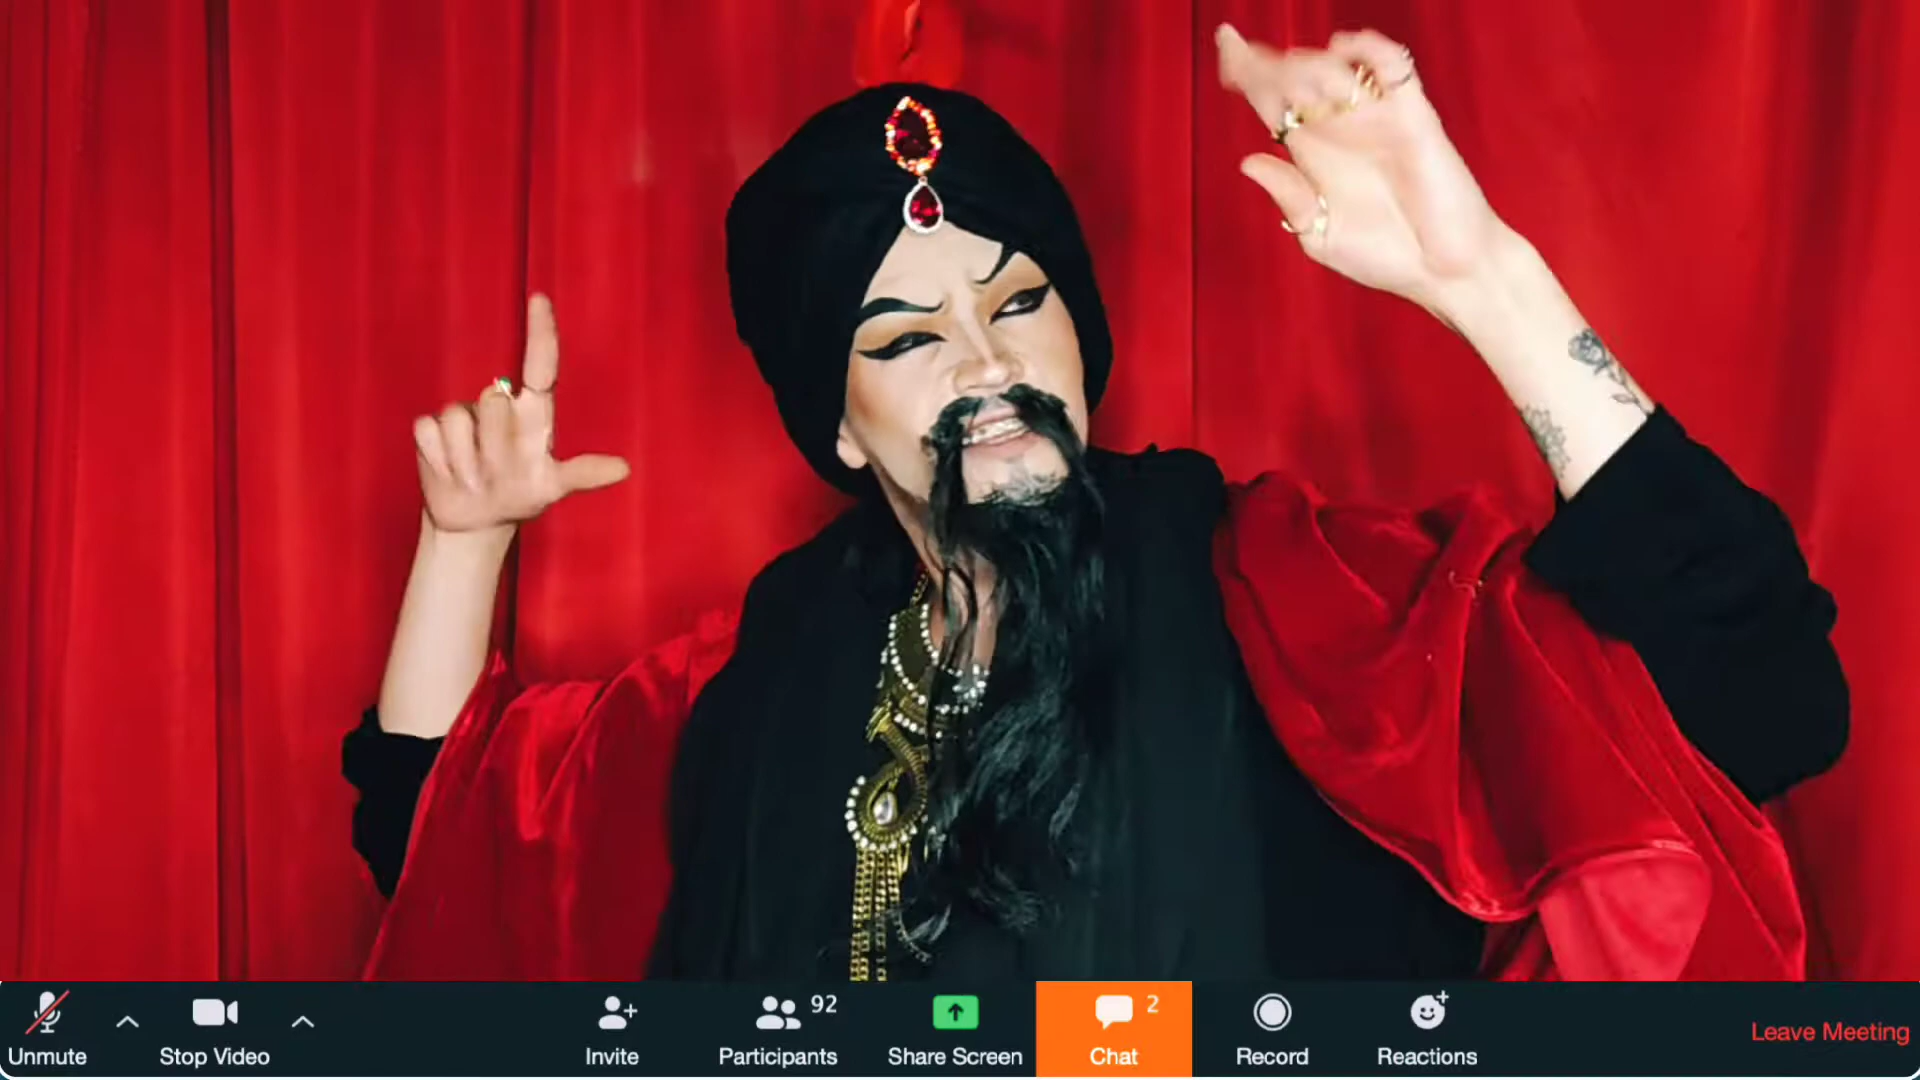 92
2
Unmute
Stop Video
Invite
Participants
Share Screen
Chat
Record
Reactions
Leave Meeting